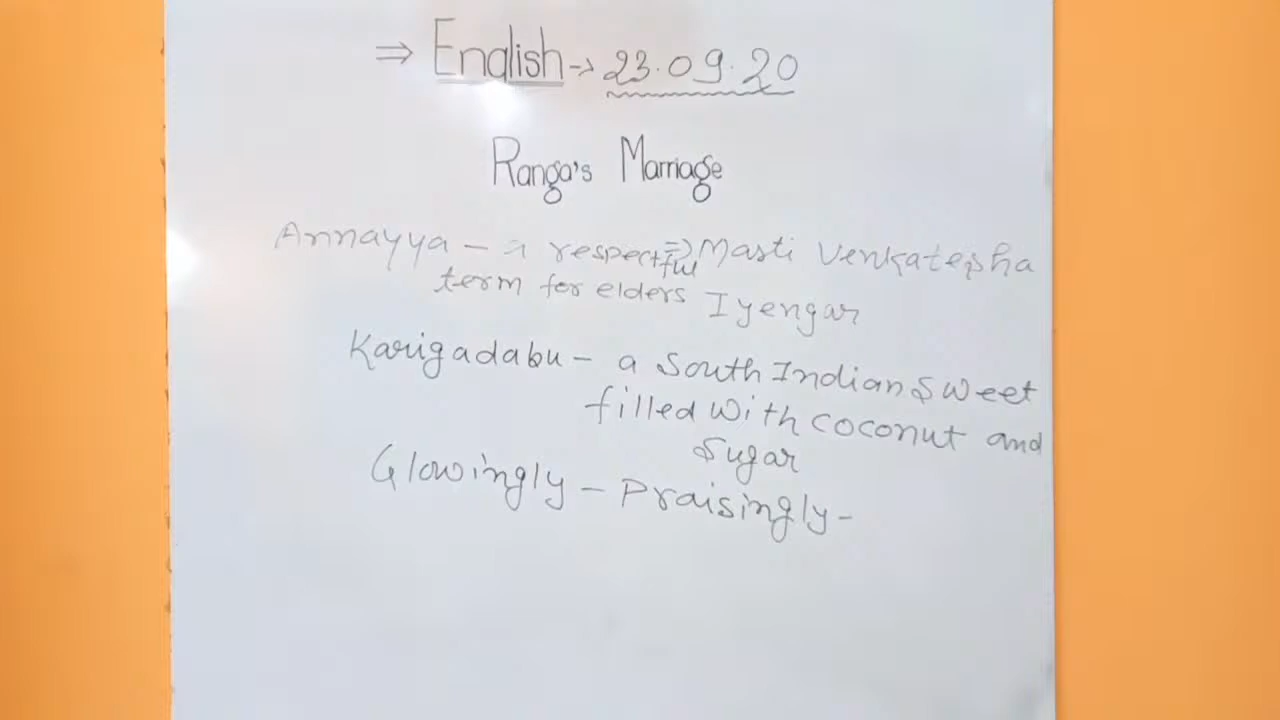 ⇒ English → 23.09.20
Ranga's Marriage
Annayya – a respectful
term for elders
⇒ Masti Venkatesha
Iyengar
Karigadabu – a South Indian Sweet
filled with coconut and
Sugar
Glowingly – Praisingly –